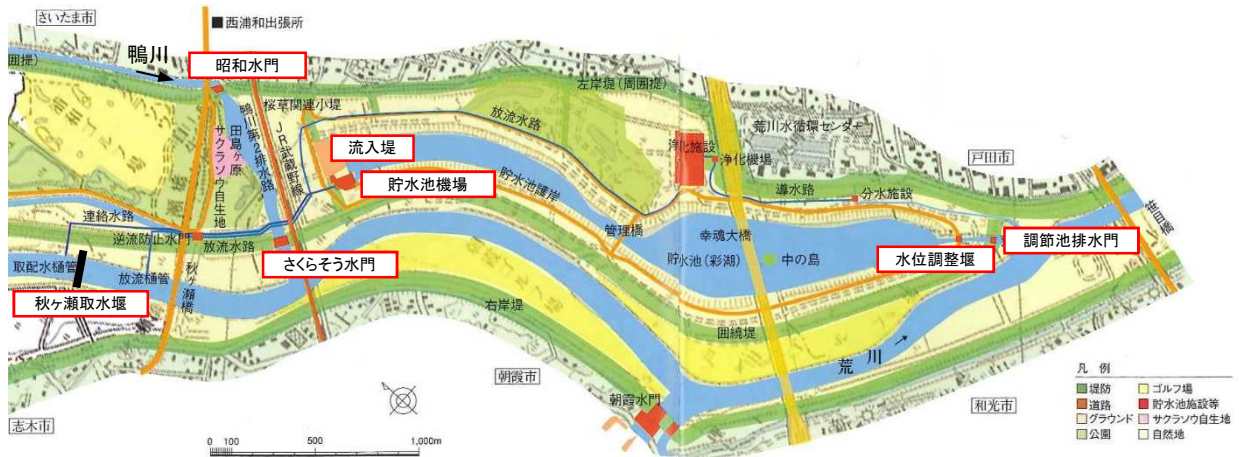 さいたま市
■西浦和出張所
鴨川
昭和水門
囲堤)
左岸堤(周囲堤)
桜草関連小堤
放流水路
荒川水循環センター
鴨川第2排水路
JR武蔵野線
田島ヶ原
サクラソウ自生地
流入堤
浄化施設
浄化機場
戸田市
貯水池機場
貯水池護岸
導水路
分水施設
笹目橋
連絡水路
逆流防止水門
放流水路
管理橋
幸魂大橋
調節池排水門
取配水樋管
放流樋管
さくらそう水門
貯水池(彩湖)
中の島
水位調整堰
秋ヶ瀬取水堰
秋ヶ瀬橋
右岸堤
囲繞堤
荒川
朝霞市
朝霞水門
和光市
志木市
0 100 500 1,000m
凡例
堤防
ゴルフ場
道路
貯水池施設等
グラウンド
サクラソウ自生地
公園
自然地